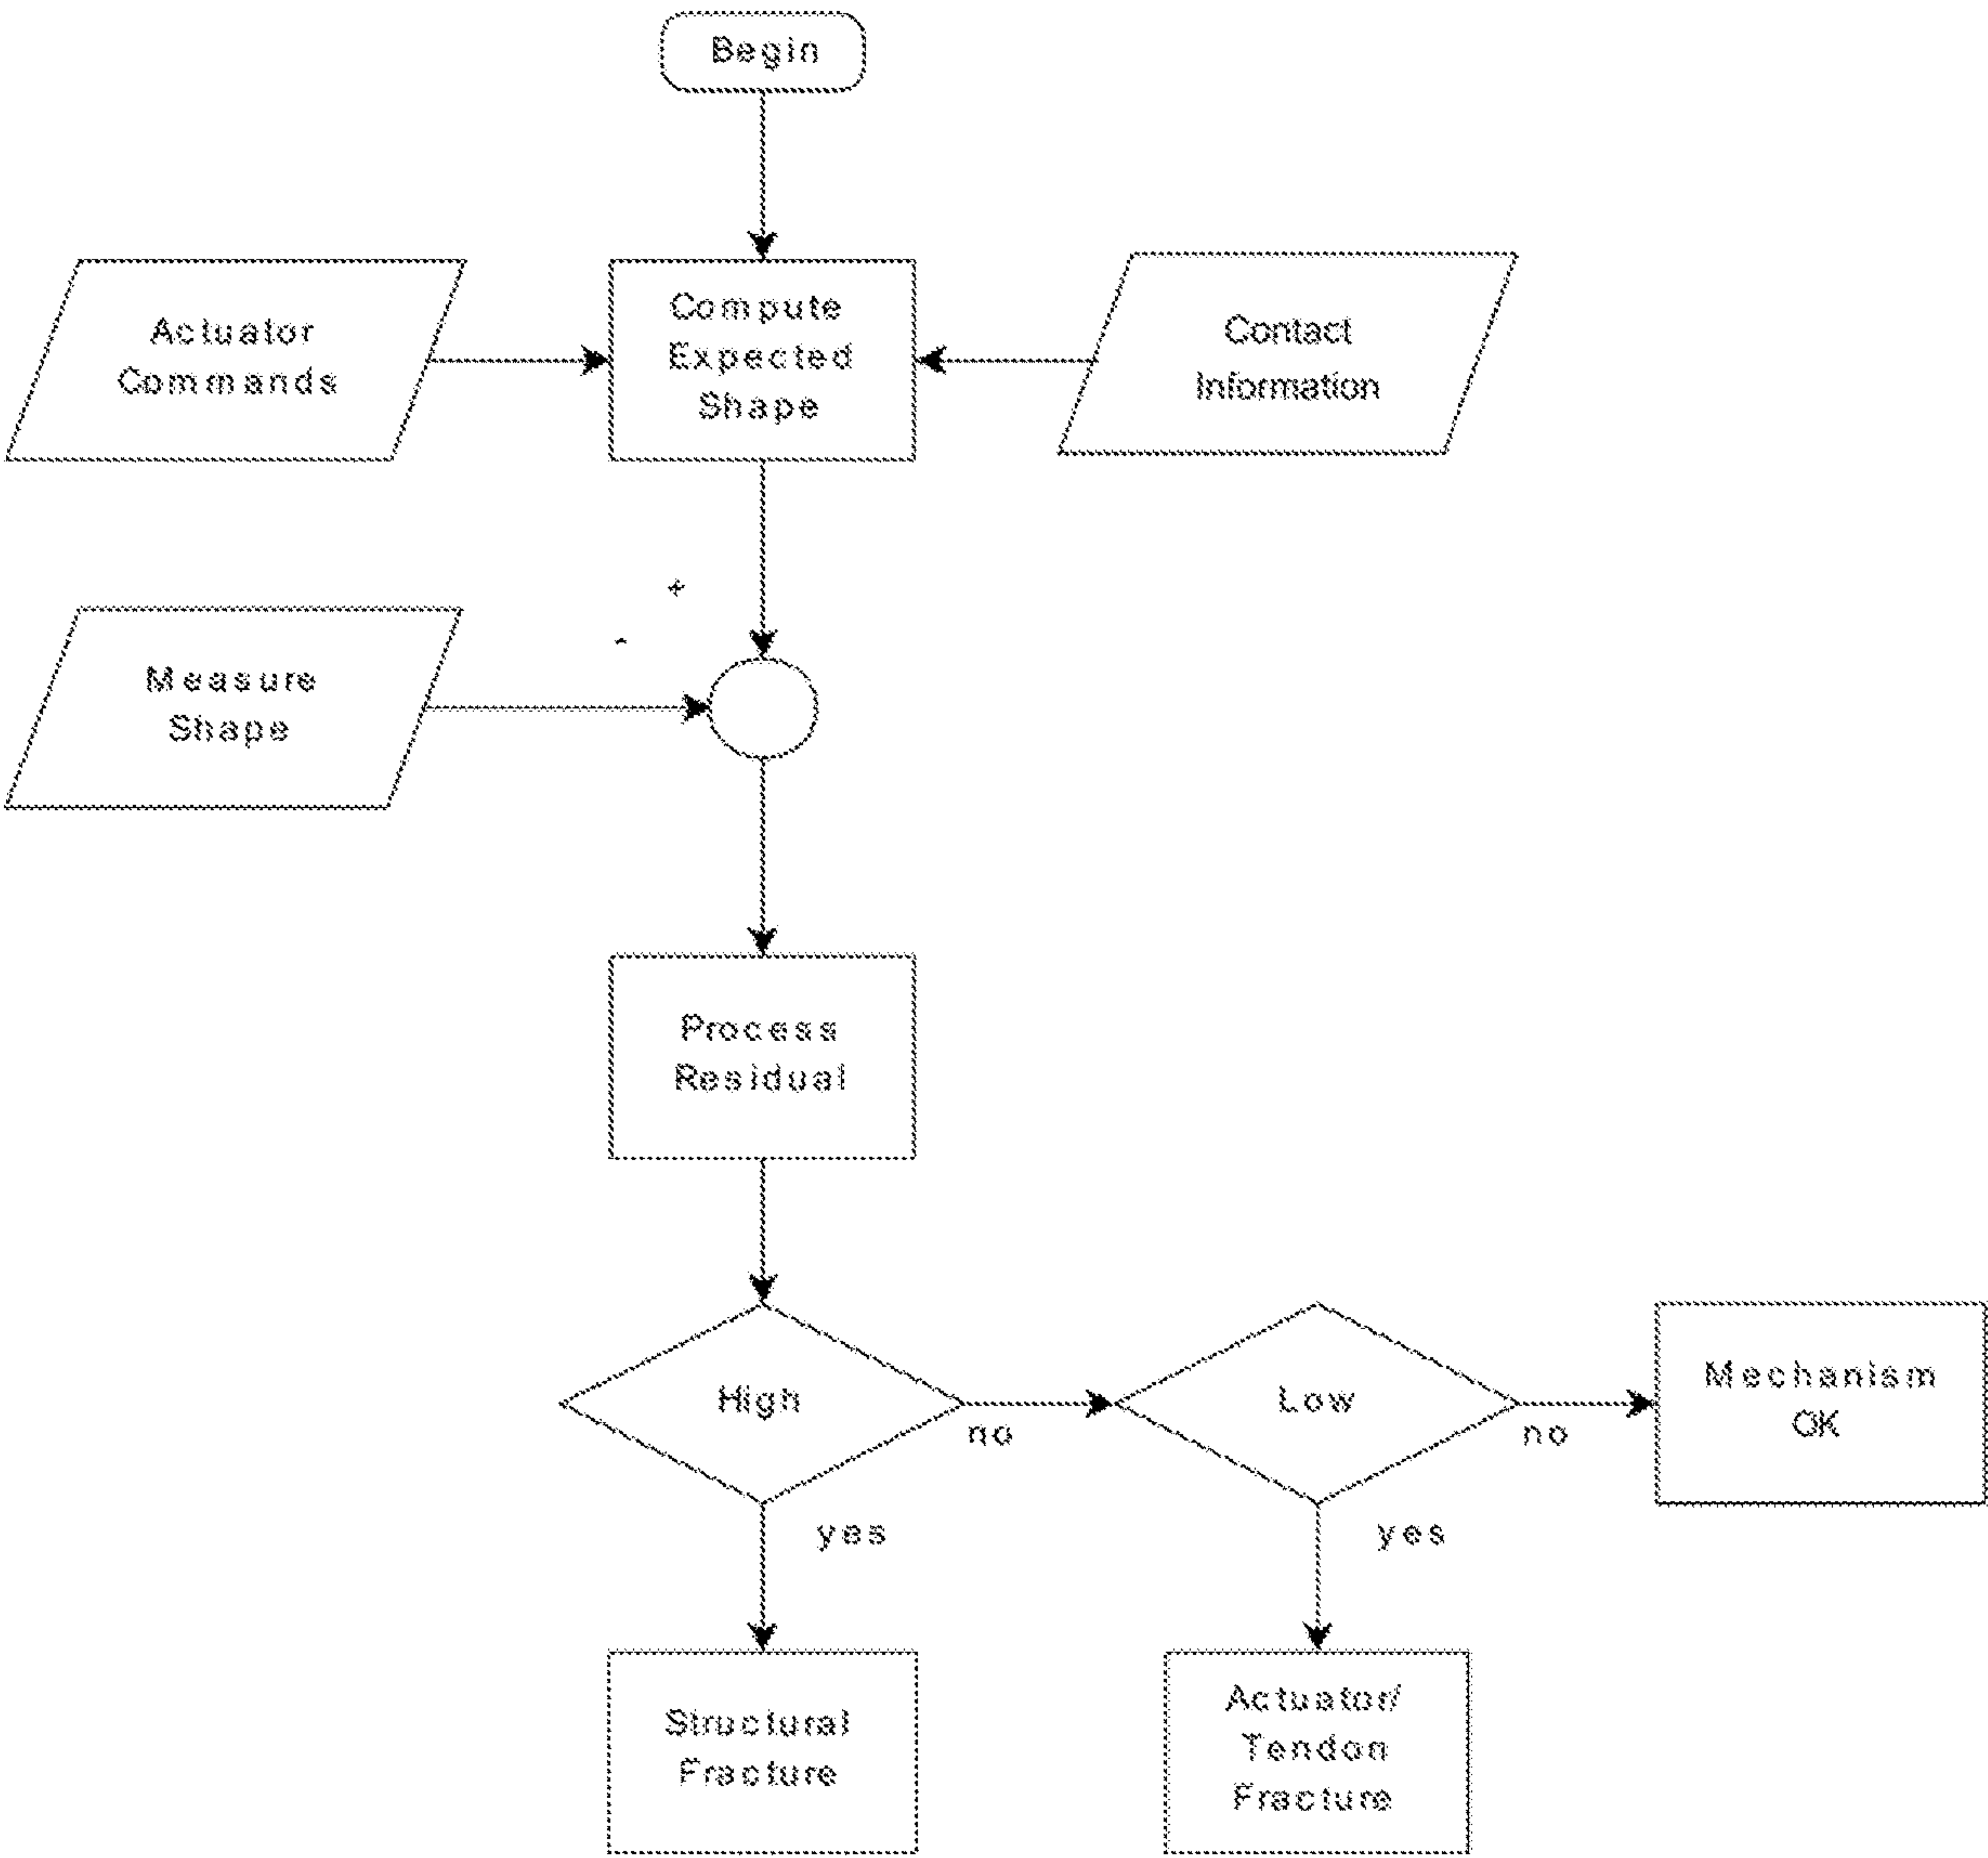 Begin
Actuator
Commands
Compute
Expected
Shape
Contact
Information
+
-
Measure
Shape
Process
Residual
High
no
Low
no
Mechanism
OK
yes
yes
Structural
Fracture
Actuator/
Tendon
Fracture